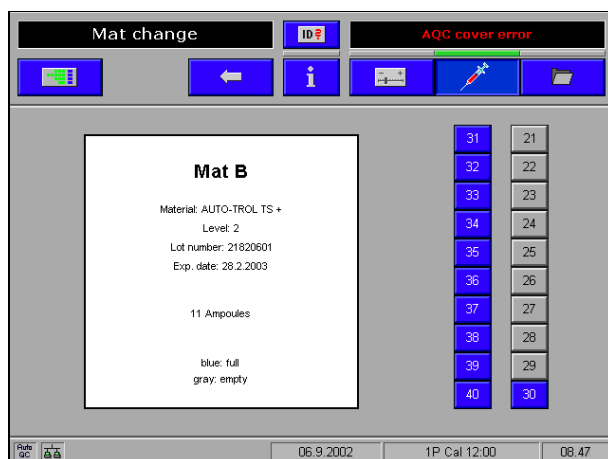 Mat change
ID?
AQC cover error
i
- +
Mat B
Material: AUTO-TROL TS +
Level: 2
Lot number: 21820601
Exp. date: 28.2.2003
11 Ampoules
blue: full
gray: empty
31 21
32 22
33 23
34 24
35 25
36 26
37 27
38 28
39 29
40 30
Auto
QC
06.9.2002
1P Cal 12:00
08.47